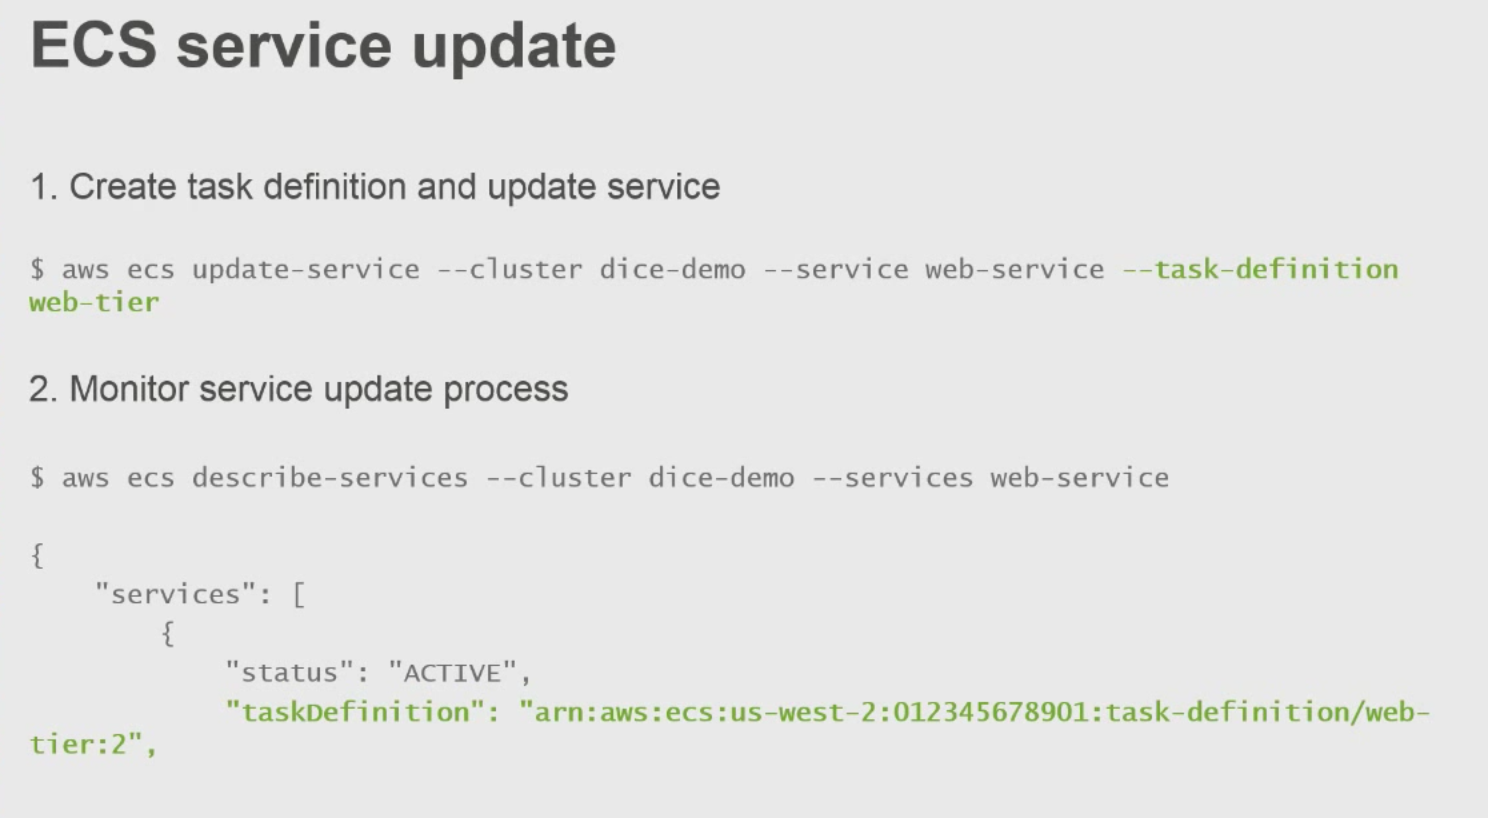 ECS service update
1. Create task definition and update service
$ aws ecs update-service --cluster dice-demo --service web-service --task-definition
web-tier
2. Monitor service update process
$ aws ecs describe-services --cluster dice-demo --services web-service
{
    "services": [
        {
            "status": "ACTIVE",
            "taskDefinition": "arn:aws:ecs:us-west-2:012345678901:task-definition/web-
tier:2",